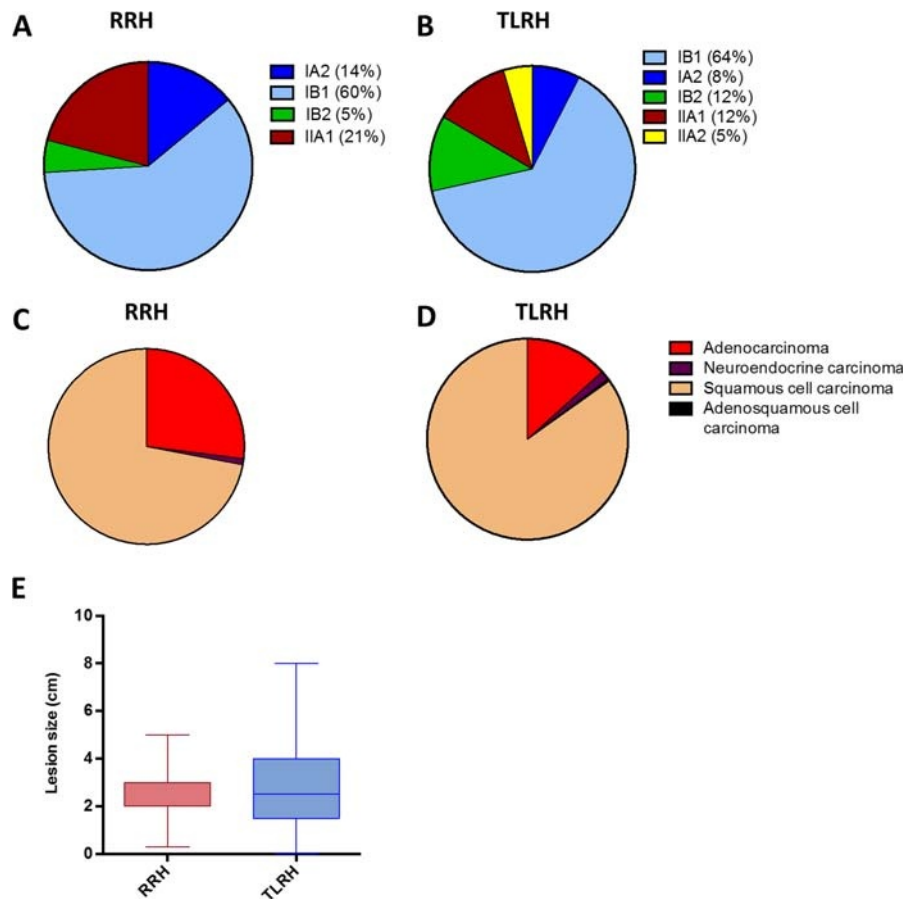 A
RRH
IA2 (14%)
IB1 (60%)
IB2 (5%)
IIA1 (21%)
B
TLRH
IB1 (64%)
IA2 (8%)
IB2 (12%)
IIA1 (12%)
IIA2 (5%)
C
RRH
D
TLRH
Adenocarcinoma
Neuroendocrine carcinoma
Squamous cell carcinoma
Adenosquamous cell
carcinoma
E
Lesion size (cm)
10
8
6
4
2
0
RRH
TLRH